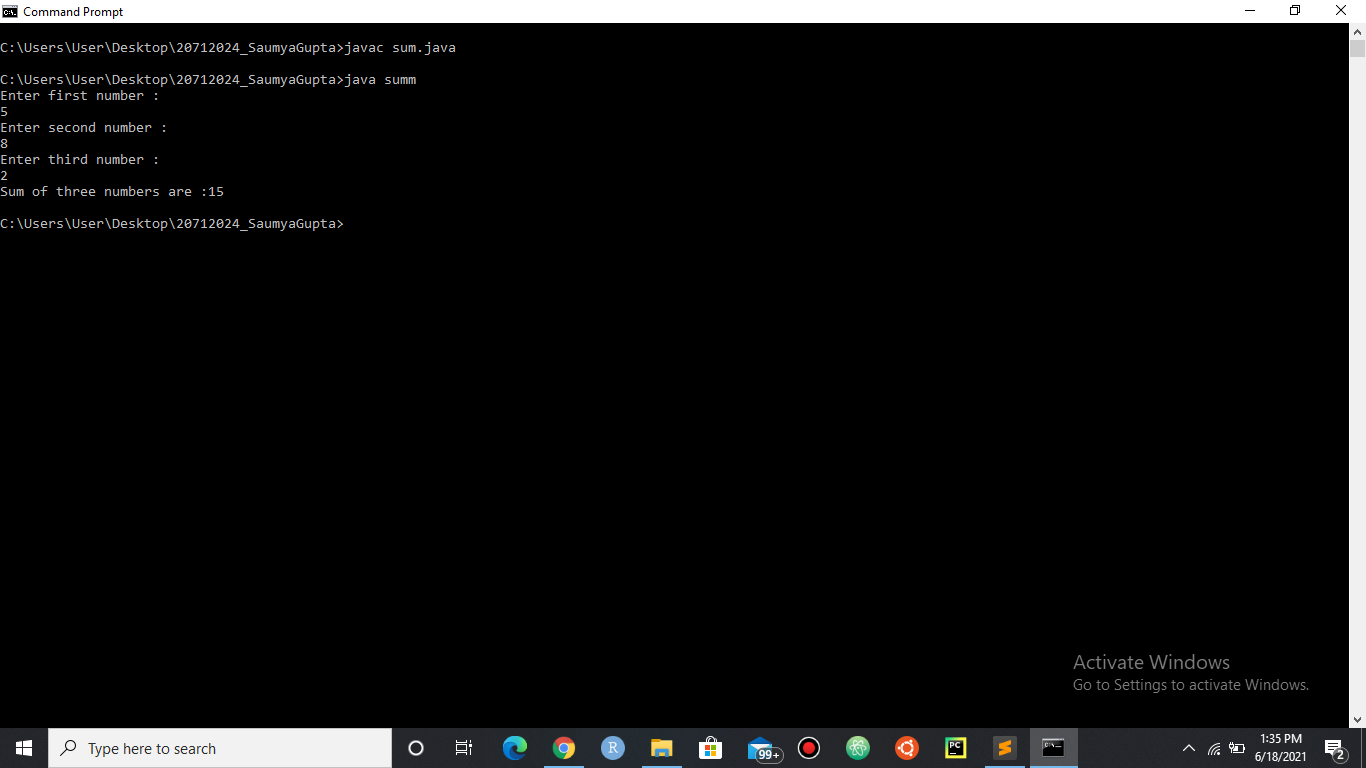 Command Prompt
C:\Users\User\Desktop\20712024_SaumyaGupta>javac sum.java
C:\Users\User\Desktop\20712024_SaumyaGupta>java summ
Enter first number :
5
Enter second number :
8
Enter third number :
2
Sum of three numbers are :15
C:\Users\User\Desktop\20712024_SaumyaGupta>
Activate Windows
Go to Settings to activate Windows.
Type here to search
R
99+
PC
1:35 PM
6/18/2021
2